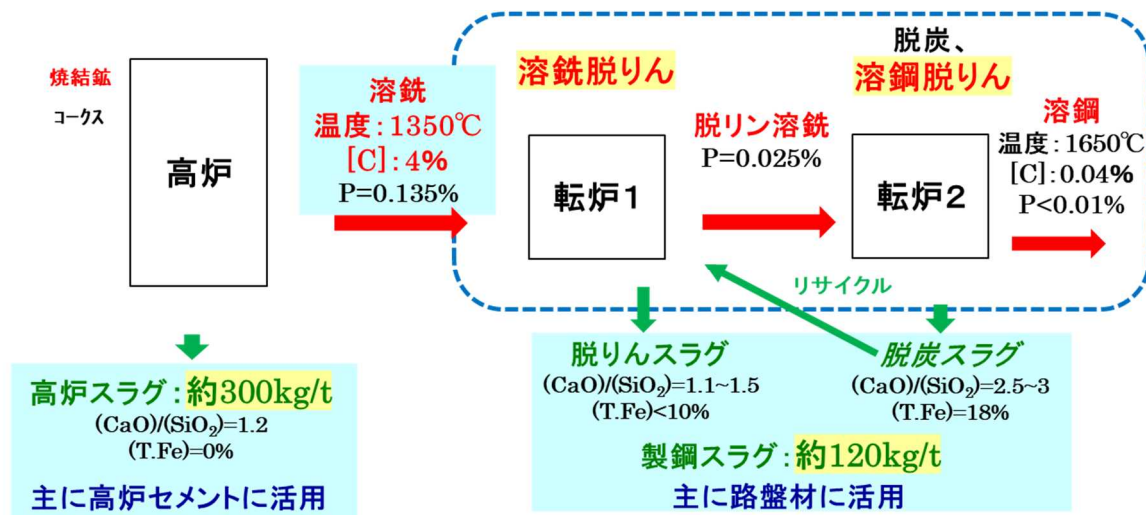 焼結鉱
コークス
高炉
溶銑
温度:1350℃
[C]:4%
P=0.135%
溶銑脱りん
転炉1
脱リン溶銑
P=0.025%
脱炭、
溶鋼脱りん
転炉2
溶鋼
温度:1650℃
[C]:0.04%
P<0.01%
リサイクル
高炉スラグ:約300kg/t
(CaO)/(SiO₂)=1.2
(T.Fe)=0%
主に高炉セメントに活用
脱りんスラグ
(CaO)/(SiO₂)=1.1~1.5
(T.Fe)<10%
脱炭スラグ
(CaO)/(SiO₂)=2.5~3
(T.Fe)=18%
製鋼スラグ:約120kg/t
主に路盤材に活用